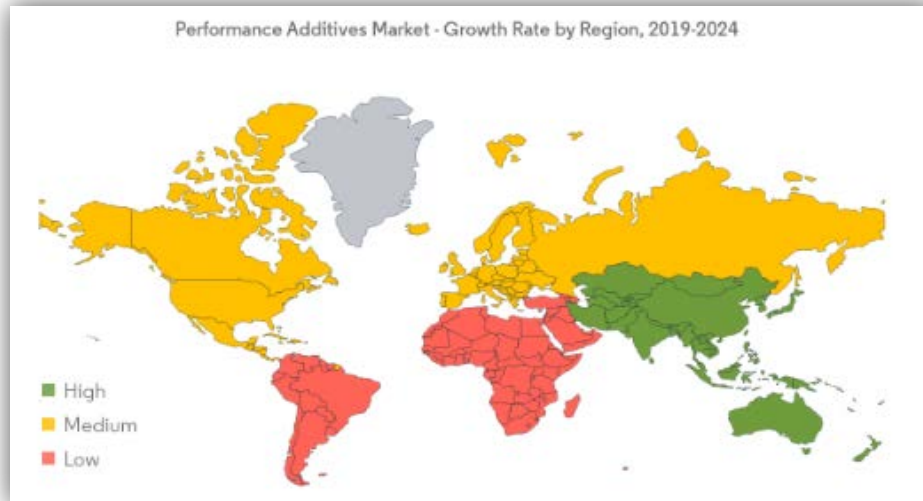 Performance Additives Market - Growth Rate by Region, 2019-2024
High
Medium
Low